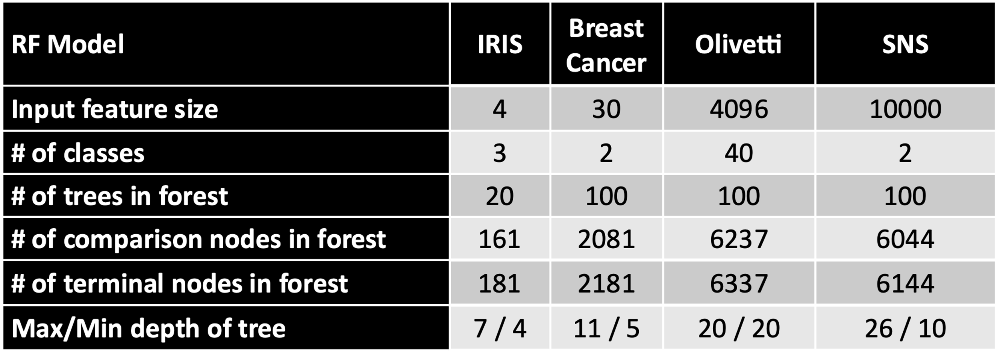 RF Model IRIS Breast Cancer Olivetti SNS
Input feature size 4 30 4096 10000
# of classes 3 2 40 2
# of trees in forest 20 100 100 100
# of comparison nodes in forest 161 2081 6237 6044
# of terminal nodes in forest 181 2181 6337 6144
Max/Min depth of tree 7 / 4 11 / 5 20 / 20 26 / 10